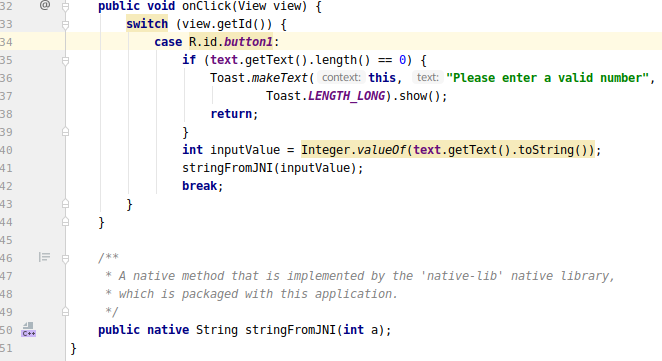 32 @ public void onClick(View view) {
33 switch (view.getId()) {
34 case R.id.button1:
35 if (text.getText().length() == 0) {
36 Toast.makeText( context: this, text: "Please enter a valid number",
37 Toast.LENGTH_LONG).show();
38 return;
39 }
40 int inputValue = Integer.valueOf(text.getText().toString());
41 stringFromJNI(inputValue);
42 break;
43 }
44 }
45
46 /**
47 * A native method that is implemented by the 'native-lib' native library,
48 * which is packaged with this application.
49 */
50 C++ public native String stringFromJNI(int a);
51 }